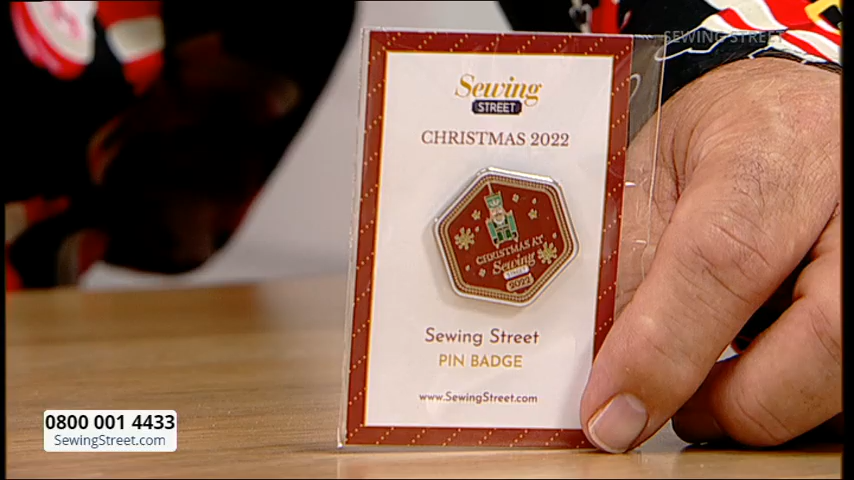 SEWING STREET
Sewing
STREET
CHRISTMAS 2022
CHRISTMAS AT
Sewing
STREET
2022
Sewing Street
PIN BADGE
www.SewingStreet.com
0800 001 4433
SewingStreet.com